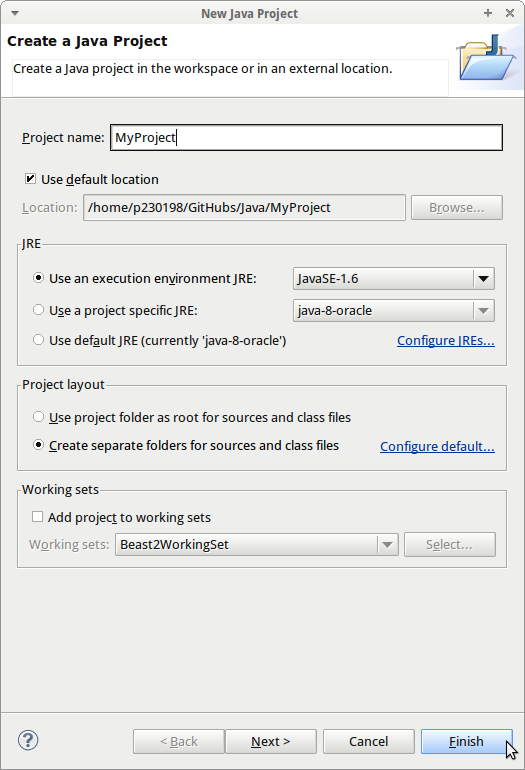 New Java Project
Create a Java Project
Create a Java project in the workspace or in an external location.
Project name: MyProject
Use default location
Location: /home/p230198/GitHubs/Java/MyProject Browse...
JRE
Use an execution environment JRE: JavaSE-1.6
Use a project specific JRE: java-8-oracle
Use default JRE (currently 'java-8-oracle') Configure JREs...
Project layout
Use project folder as root for sources and class files
Create separate folders for sources and class files Configure default...
Working sets
Add project to working sets
Working sets: Beast2WorkingSet Select...
? < Back Next > Cancel Finish